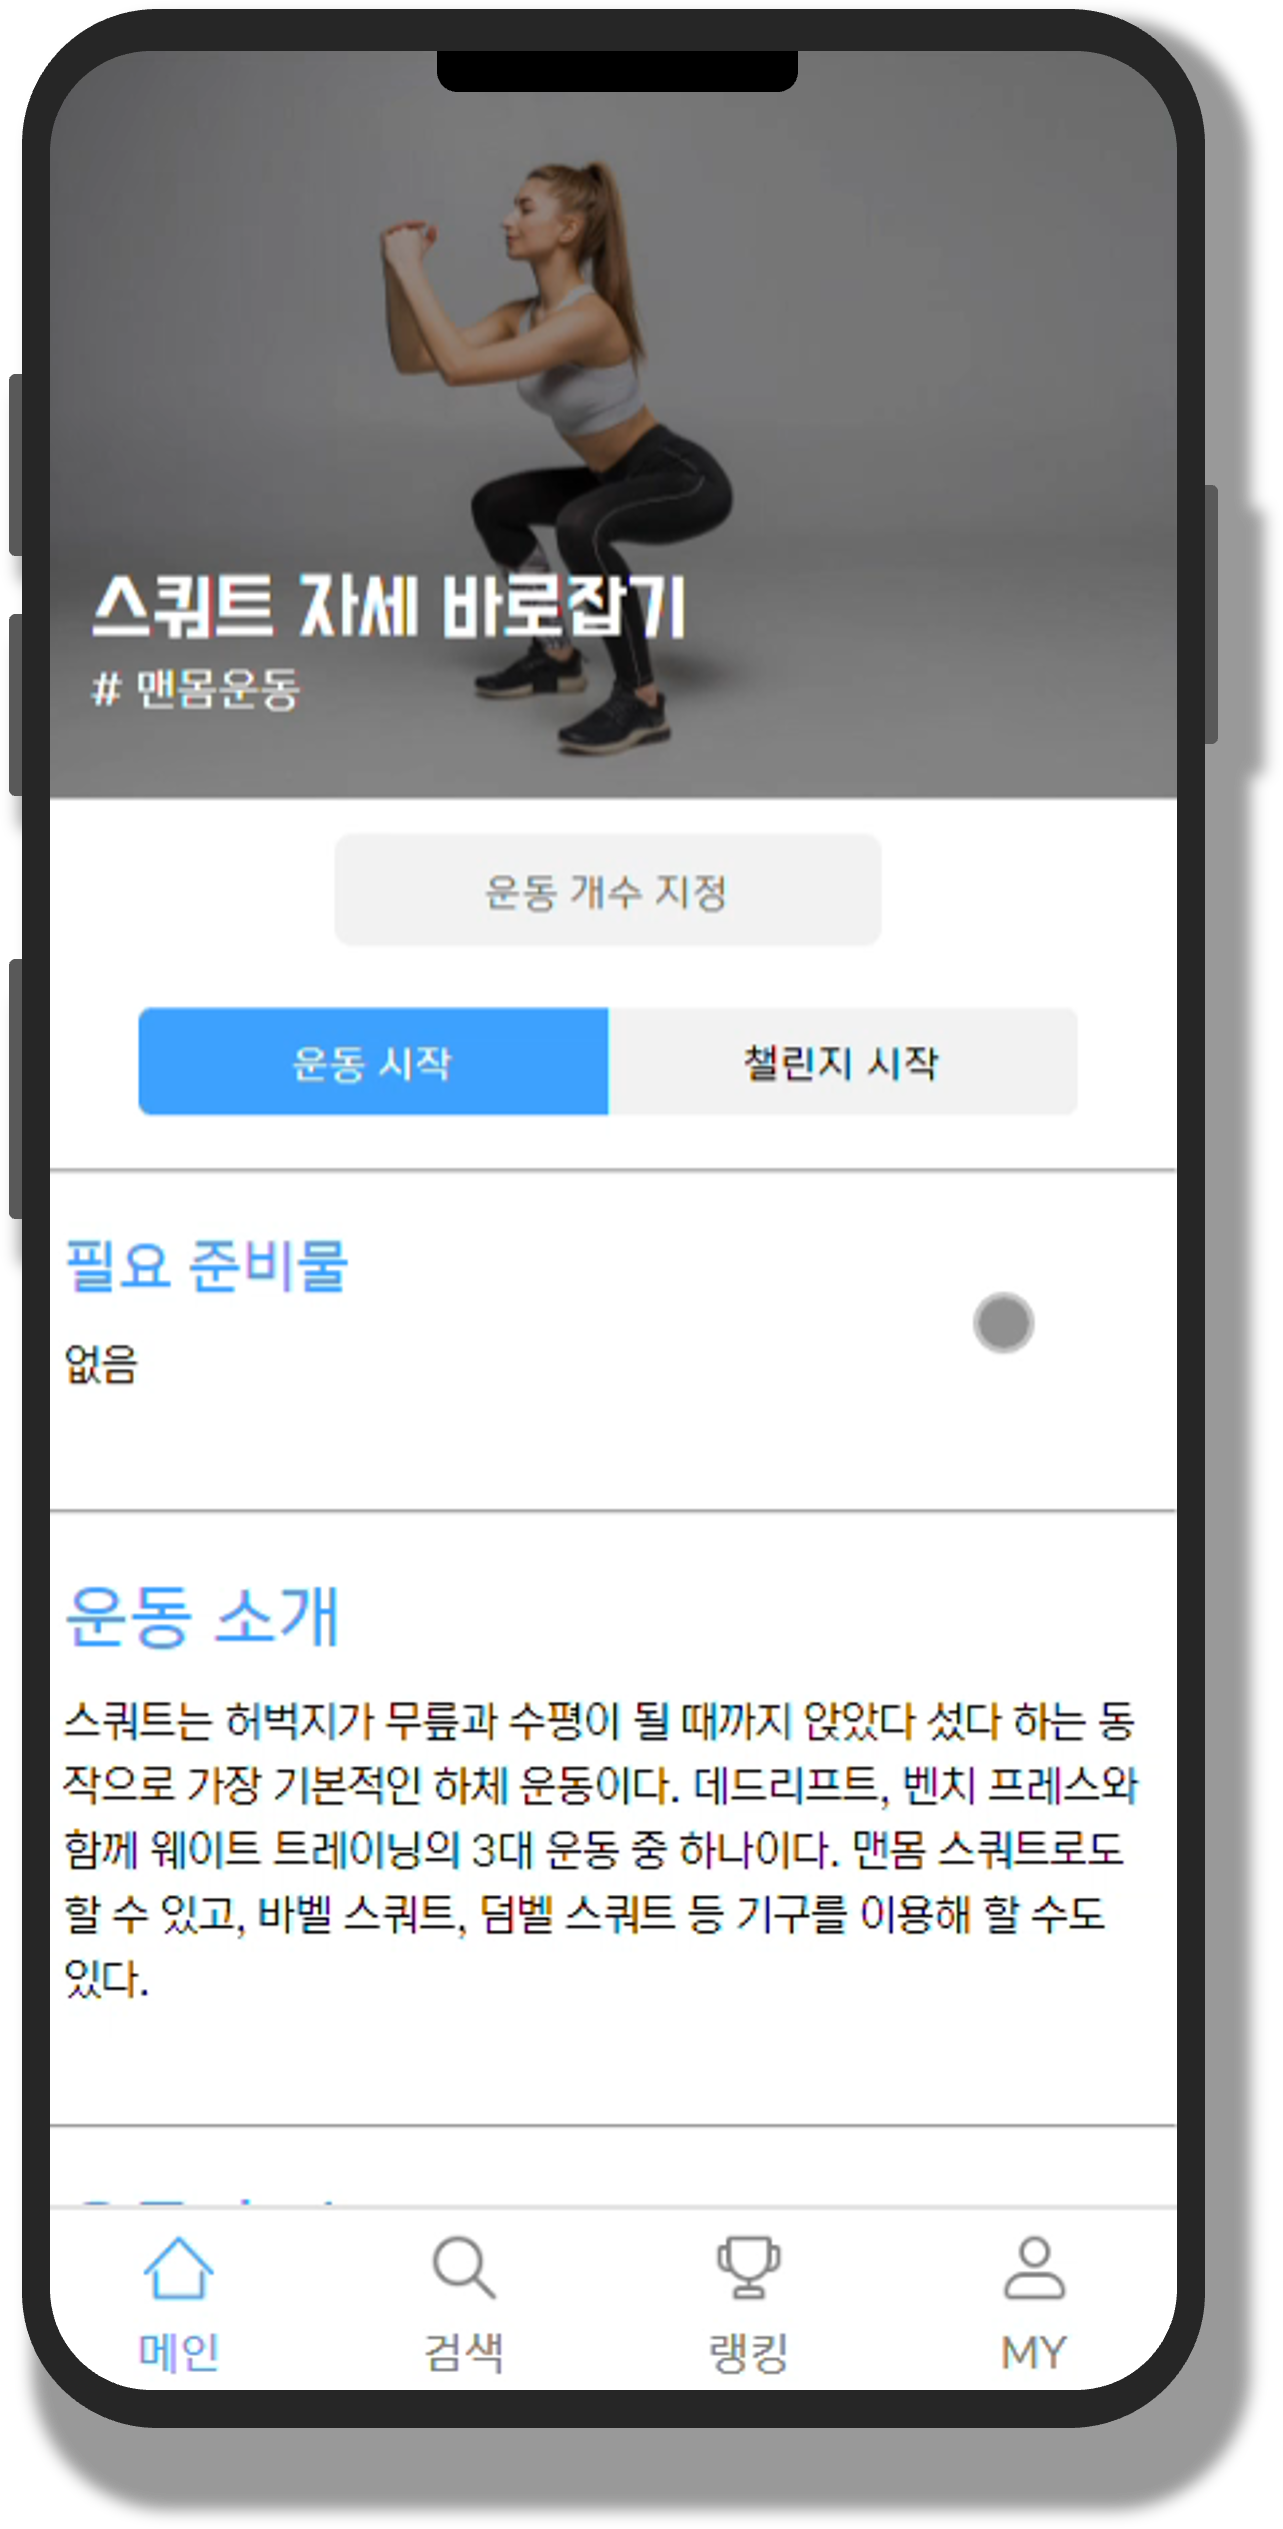 스쿼트 자세 바로잡기
# 맨몸운동
운동 개수 지정
운동 시작
챌린지 시작
필요 준비물
없음
운동 소개
스쿼트는 허벅지가 무릎과 수평이 될 때까지 앉았다 섰다 하는 동
작으로 가장 기본적인 하체 운동이다. 데드리프트, 벤치 프레스와
함께 웨이트 트레이닝의 3대 운동 중 하나이다. 맨몸 스쿼트로도
할 수 있고, 바벨 스쿼트, 덤벨 스쿼트 등 기구를 이용해 할 수도
있다.
메인
검색
랭킹
MY